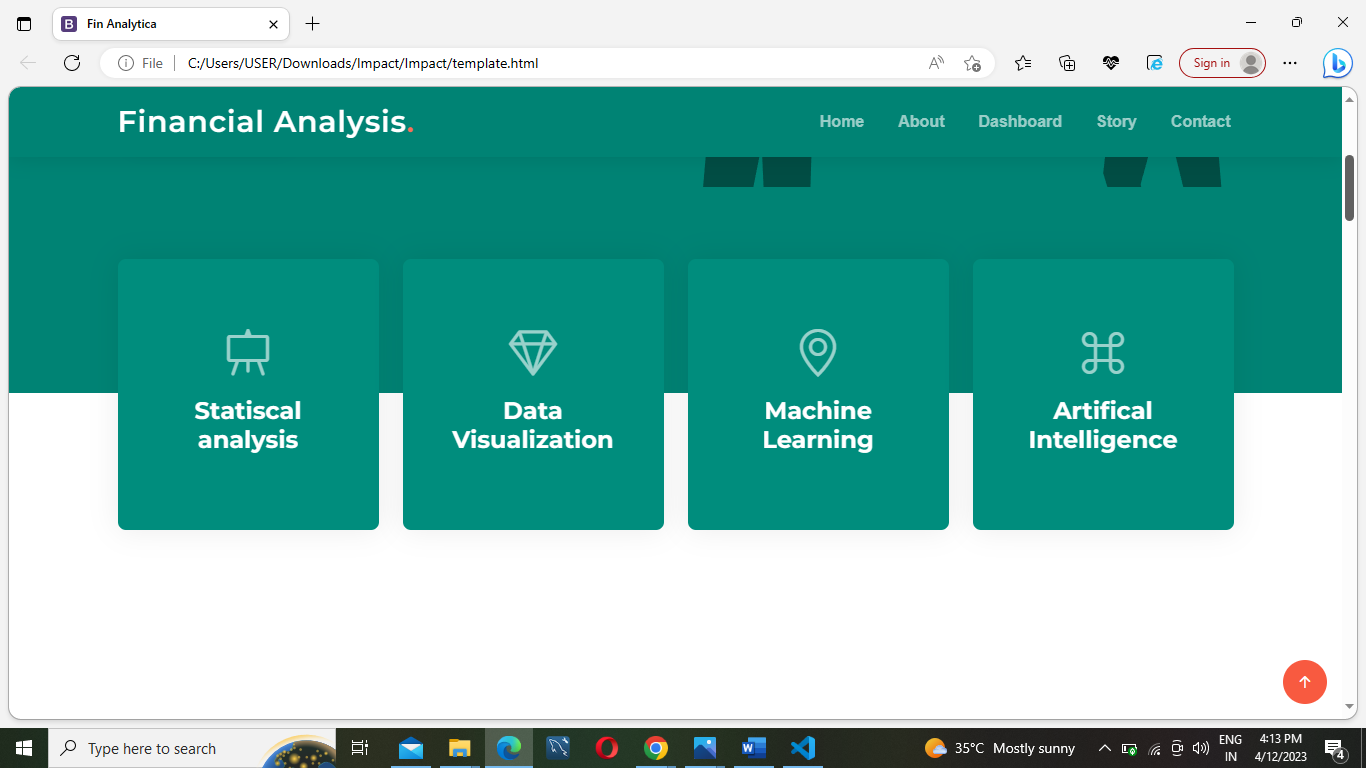 Fin Analytica
File
C:/Users/USER/Downloads/Impact/Impact/template.html
Sign in
Financial Analysis.
Home About Dashboard Story Contact
Statiscal
analysis
Data
Visualization
Machine
Learning
Artifical
Intelligence
Type here to search
35°C Mostly sunny
ENG
IN
4:13 PM
4/12/2023
4